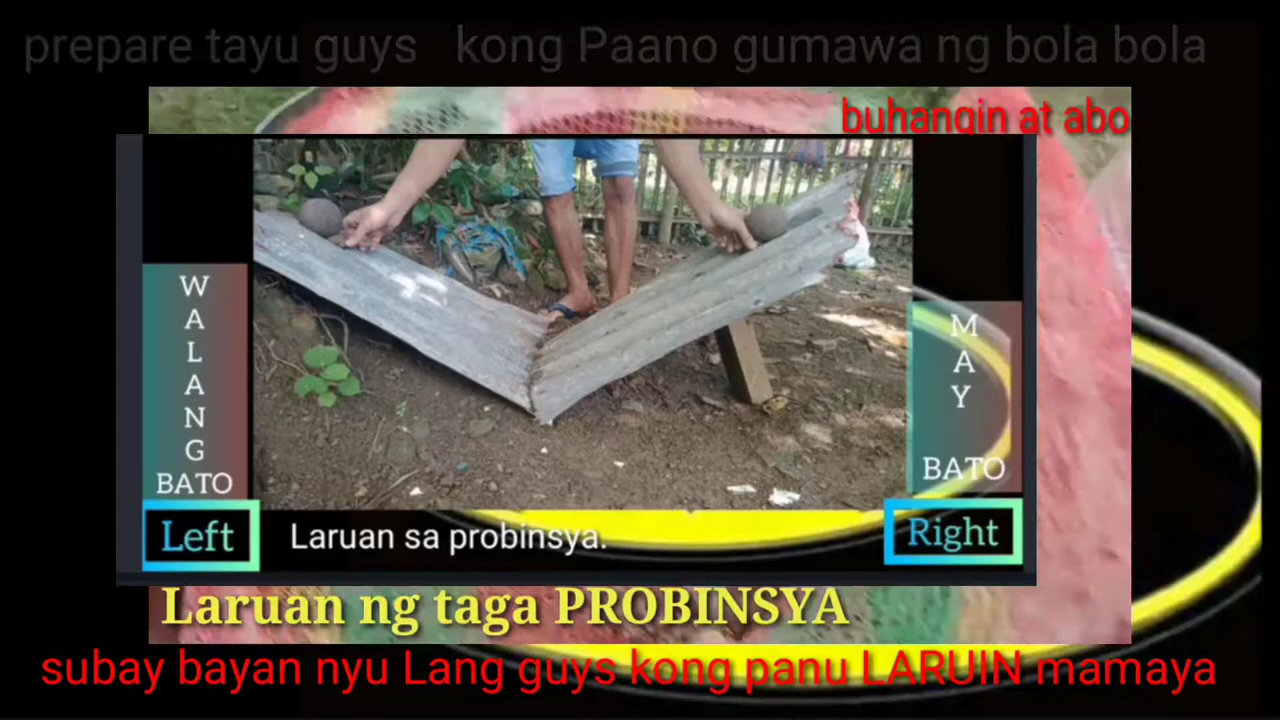 prepare tayu guys kong Paano gumawa ng bola bola
buhangin at abo
WALANG
BATO
MAY
BATO
Left
Laruan sa probinsya.
Right
Laruan ng taga PROBINSYA
subay bayan nyu Lang guys kong panu LARUIN mamaya